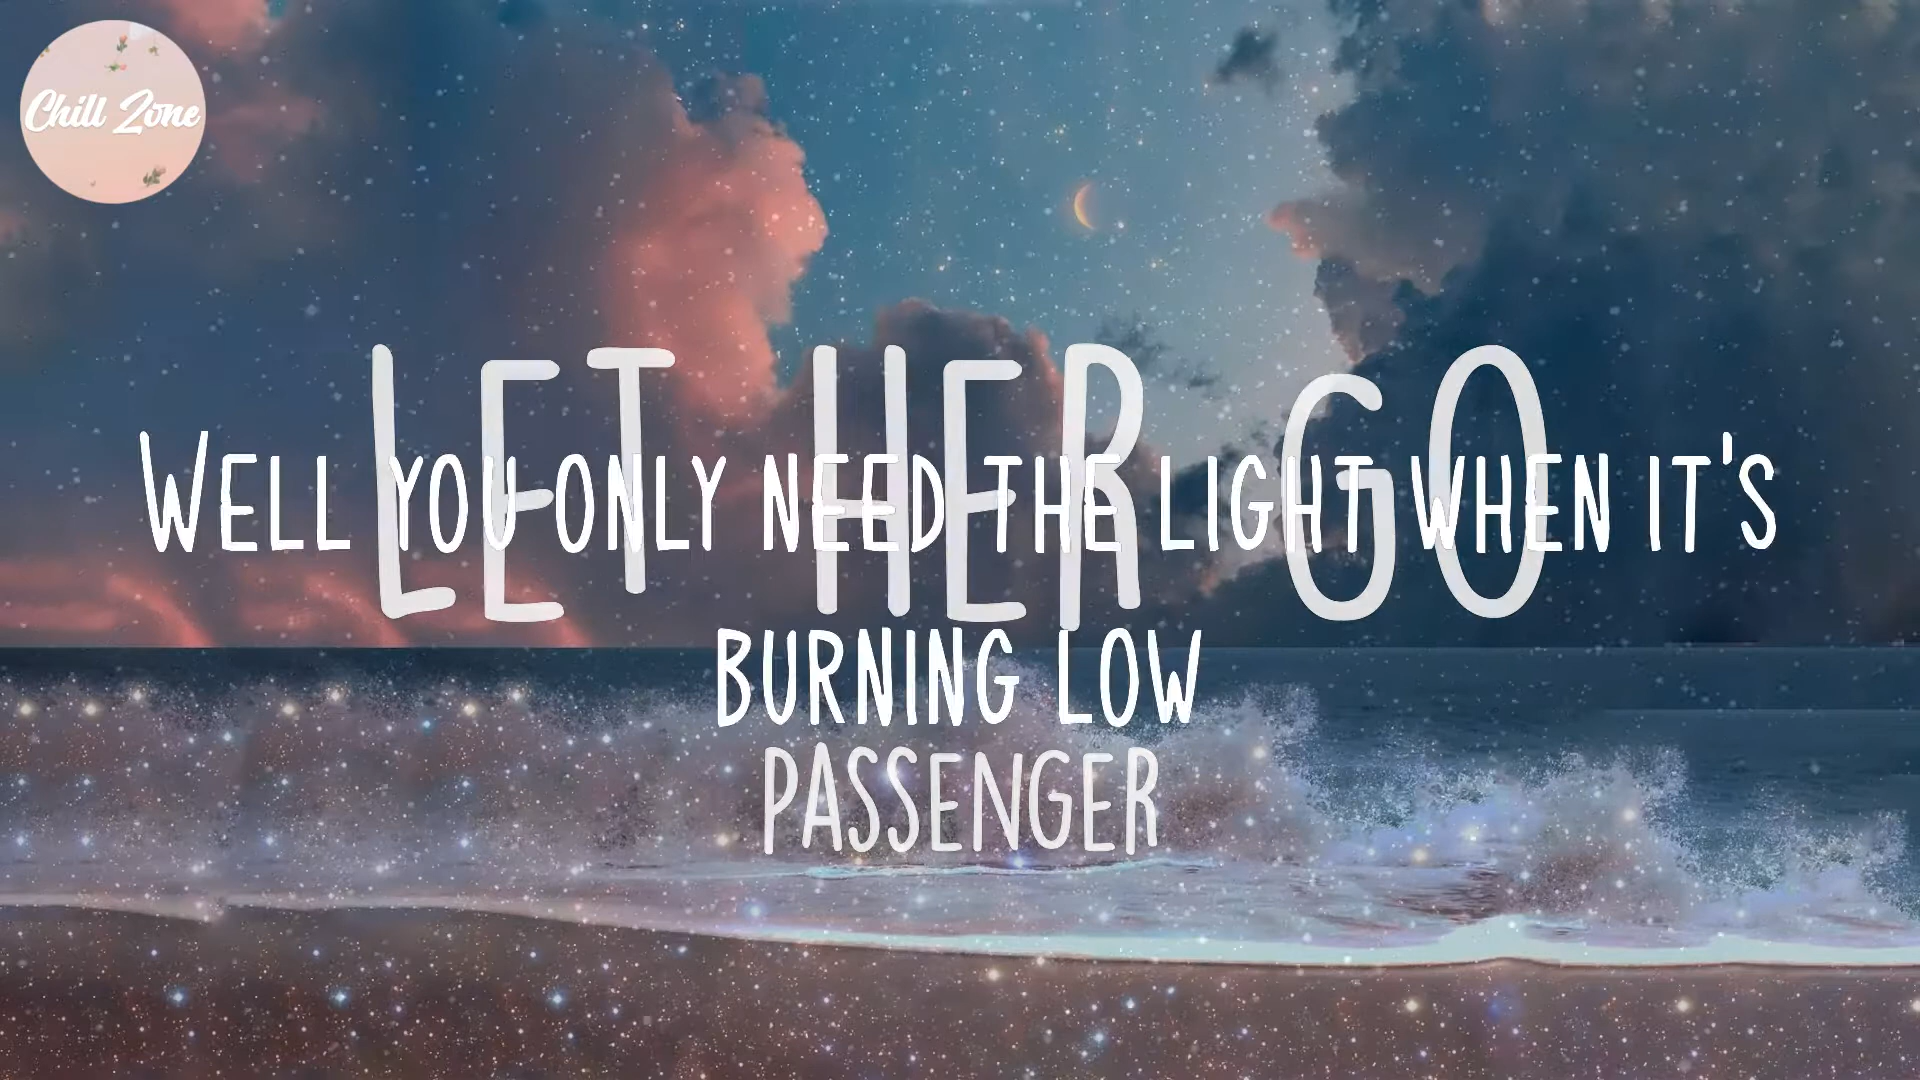 Chill Zone
LET HER GO
WELL YOU ONLY NEED THE LIGHT WHEN IT'S
BURNING LOW
PASSENGER